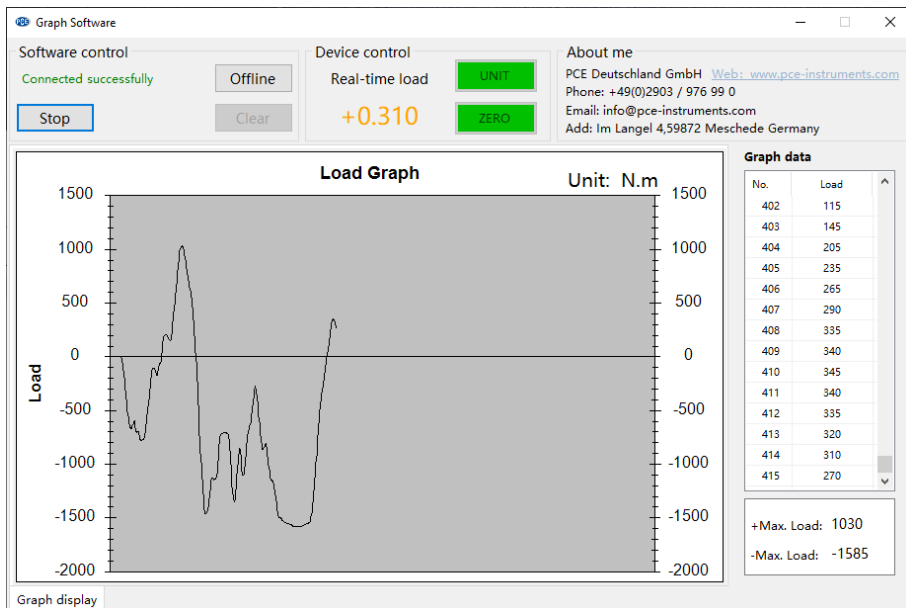 PCE Graph Software
Software control
Connected successfully
Offline
Stop
Clear
Device control
Real-time load
UNIT
+0.310
ZERO
About me
PCE Deutschland GmbH Web: www.pce-instruments.com
Phone: +49(0)2903 / 976 99 0
Email: info@pce-instruments.com
Add: Im Langel 4,59872 Meschede Germany
Load Graph
Unit: N.m
1500 1500
1000 1000
500 500
0 0
-500 -500
-1000 -1000
-1500 -1500
-2000 -2000
Load
Graph data
No. Load
402 115
403 145
404 205
405 235
406 265
407 290
408 335
409 340
410 345
411 340
412 335
413 320
414 310
415 270
+Max. Load: 1030
-Max. Load: -1585
Graph display